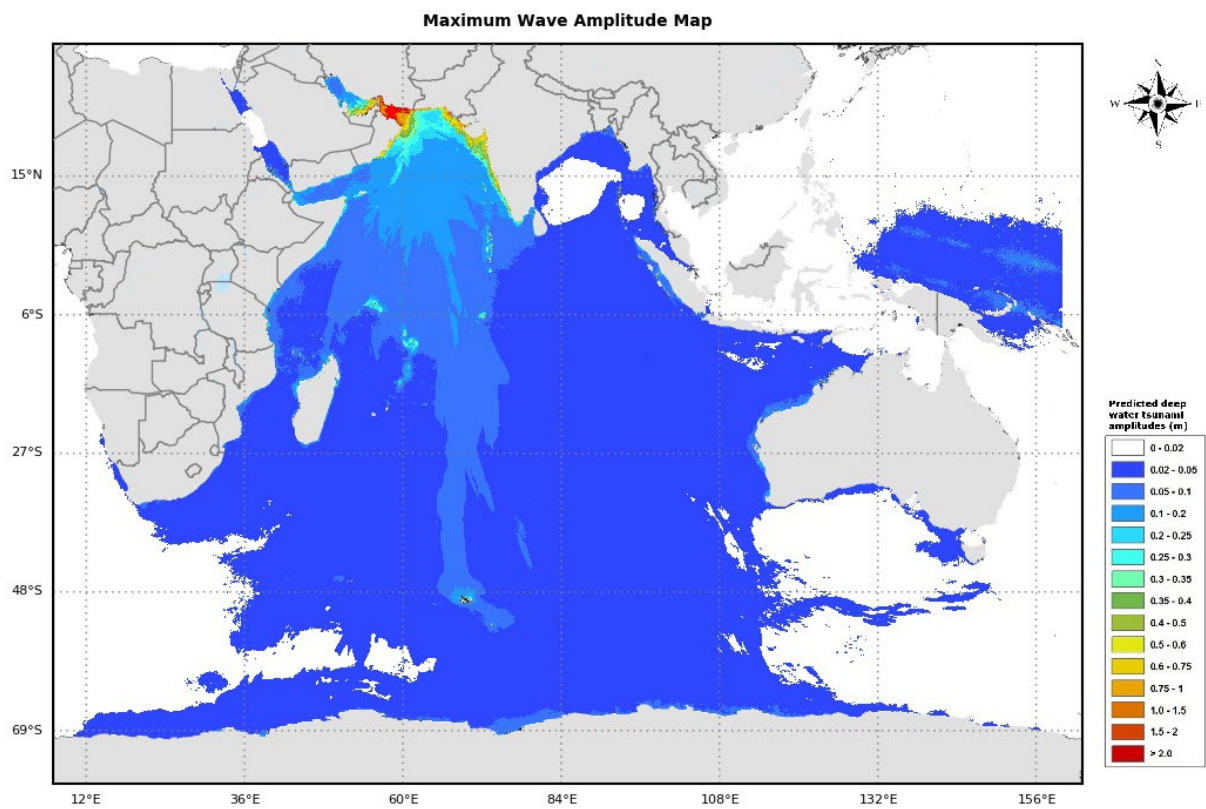 Maximum Wave Amplitude Map
N
W E
S
15°N
6°S
27°S
48°S
69°S
12°E 36°E 60°E 84°E 108°E 132°E 156°E
Predicted deep
water tsunami
amplitudes (m)
0 - 0.02
0.02 - 0.05
0.05 - 0.1
0.1 - 0.2
0.2 - 0.25
0.25 - 0.3
0.3 - 0.35
0.35 - 0.4
0.4 - 0.5
0.5 - 0.6
0.6 - 0.75
0.75 - 1
1.0 - 1.5
1.5 - 2
> 2.0